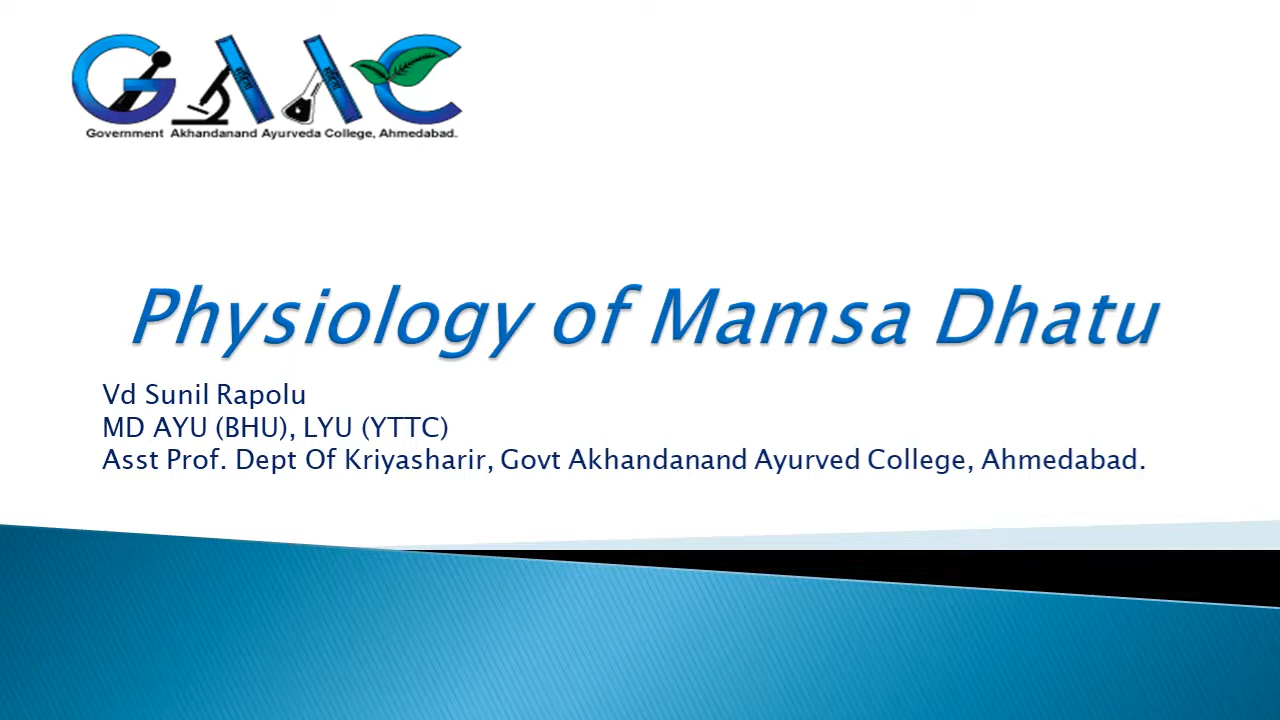 GAAC
Government Akhandanand Ayurveda College, Ahmedabad.
Physiology of Mamsa Dhatu
Vd Sunil Rapolu
MD AYU (BHU), LYU (YTTC)
Asst Prof. Dept Of Kriyasharir, Govt Akhandanand Ayurved College, Ahmedabad.